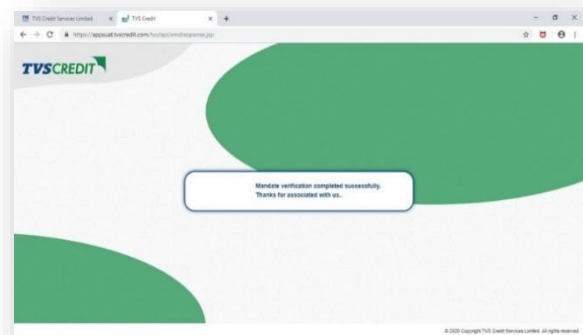 TVS Credit Services Limited
TVS Credit
https://appsuat.tvscredit.com/
TVSCREDIT
Mandate verification completed successfully.
Thanks for associated with us..
© 2020 Copyright TVS Credit Services Limited. All rights reserved.